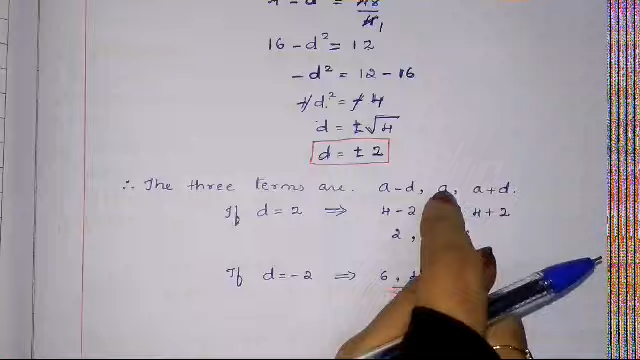 16 - d² = 12
- d² = 12 - 16
+ d² = + 4
d = ± √4
d = ± 2
∴ The three terms are. a - d, a, a + d.
If d = 2 ⇒ 4 - 2 4 + 2
2 ,
If d = - 2 ⇒ 6 ,